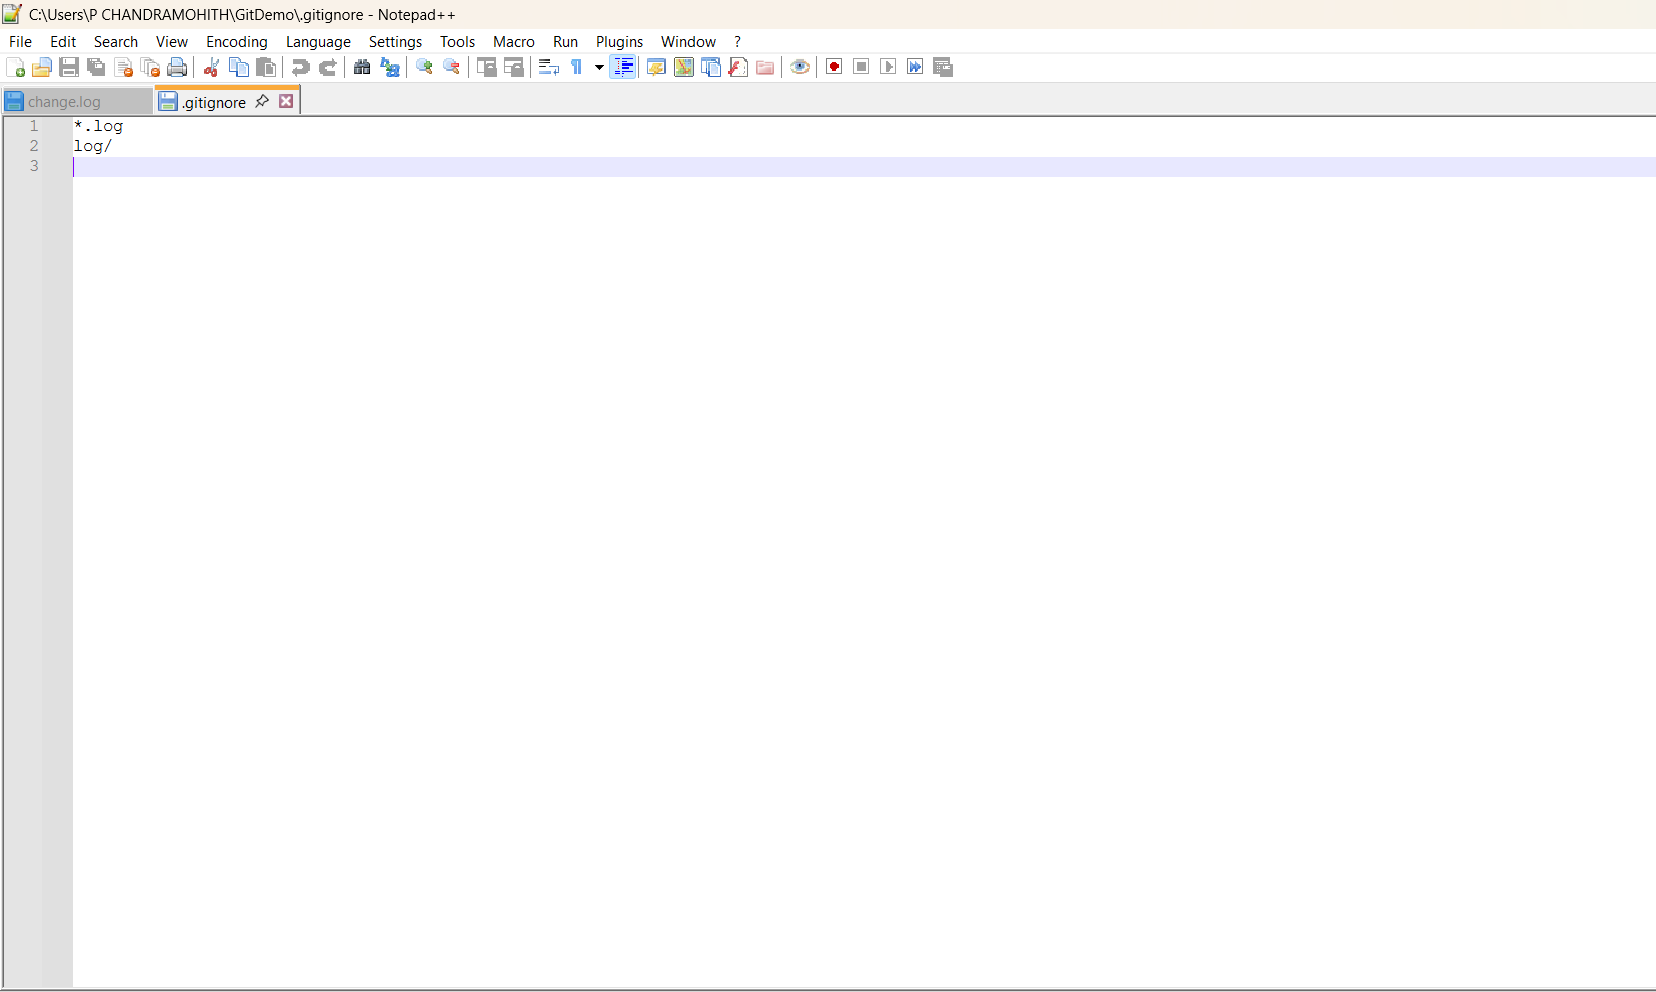 C:\Users\P CHANDRAMOHITH\GitDemo\.gitignore - Notepad++
File Edit Search View Encoding Language Settings Tools Macro Run Plugins Window ?
change.log .gitignore
1 *.log
2 log/
3